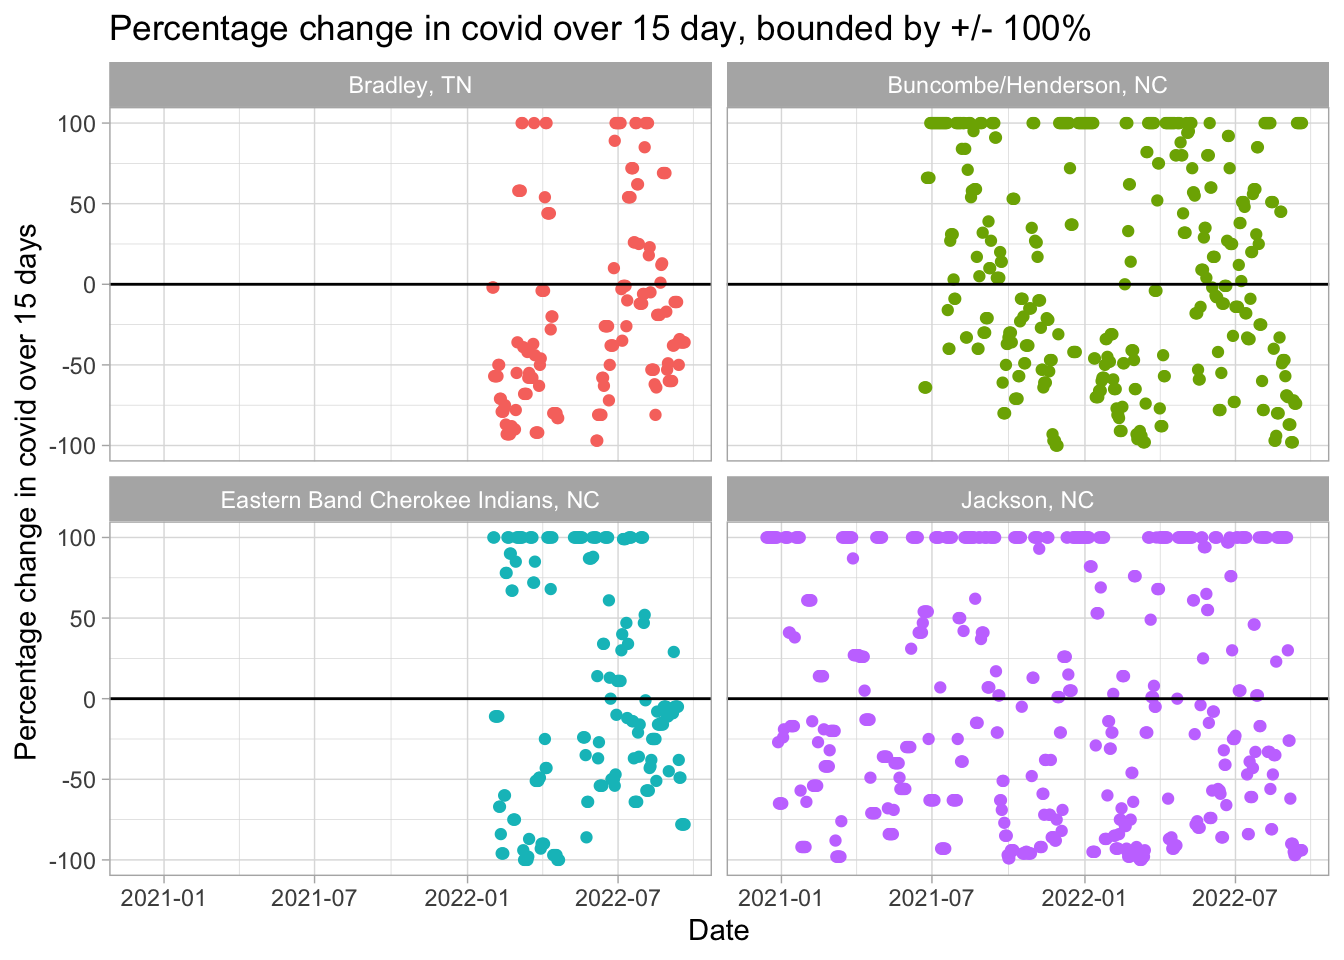 Percentage change in covid over 15 day, bounded by +/- 100%
Bradley, TN
Buncombe/Henderson, NC
100
50
0
-50
-100
Eastern Band Cherokee Indians, NC
Jackson, NC
100
50
0
-50
-100
Percentage change in covid over 15 days
2021-01
2021-07
2022-01
2022-07
2021-01
2021-07
2022-01
2022-07
Date